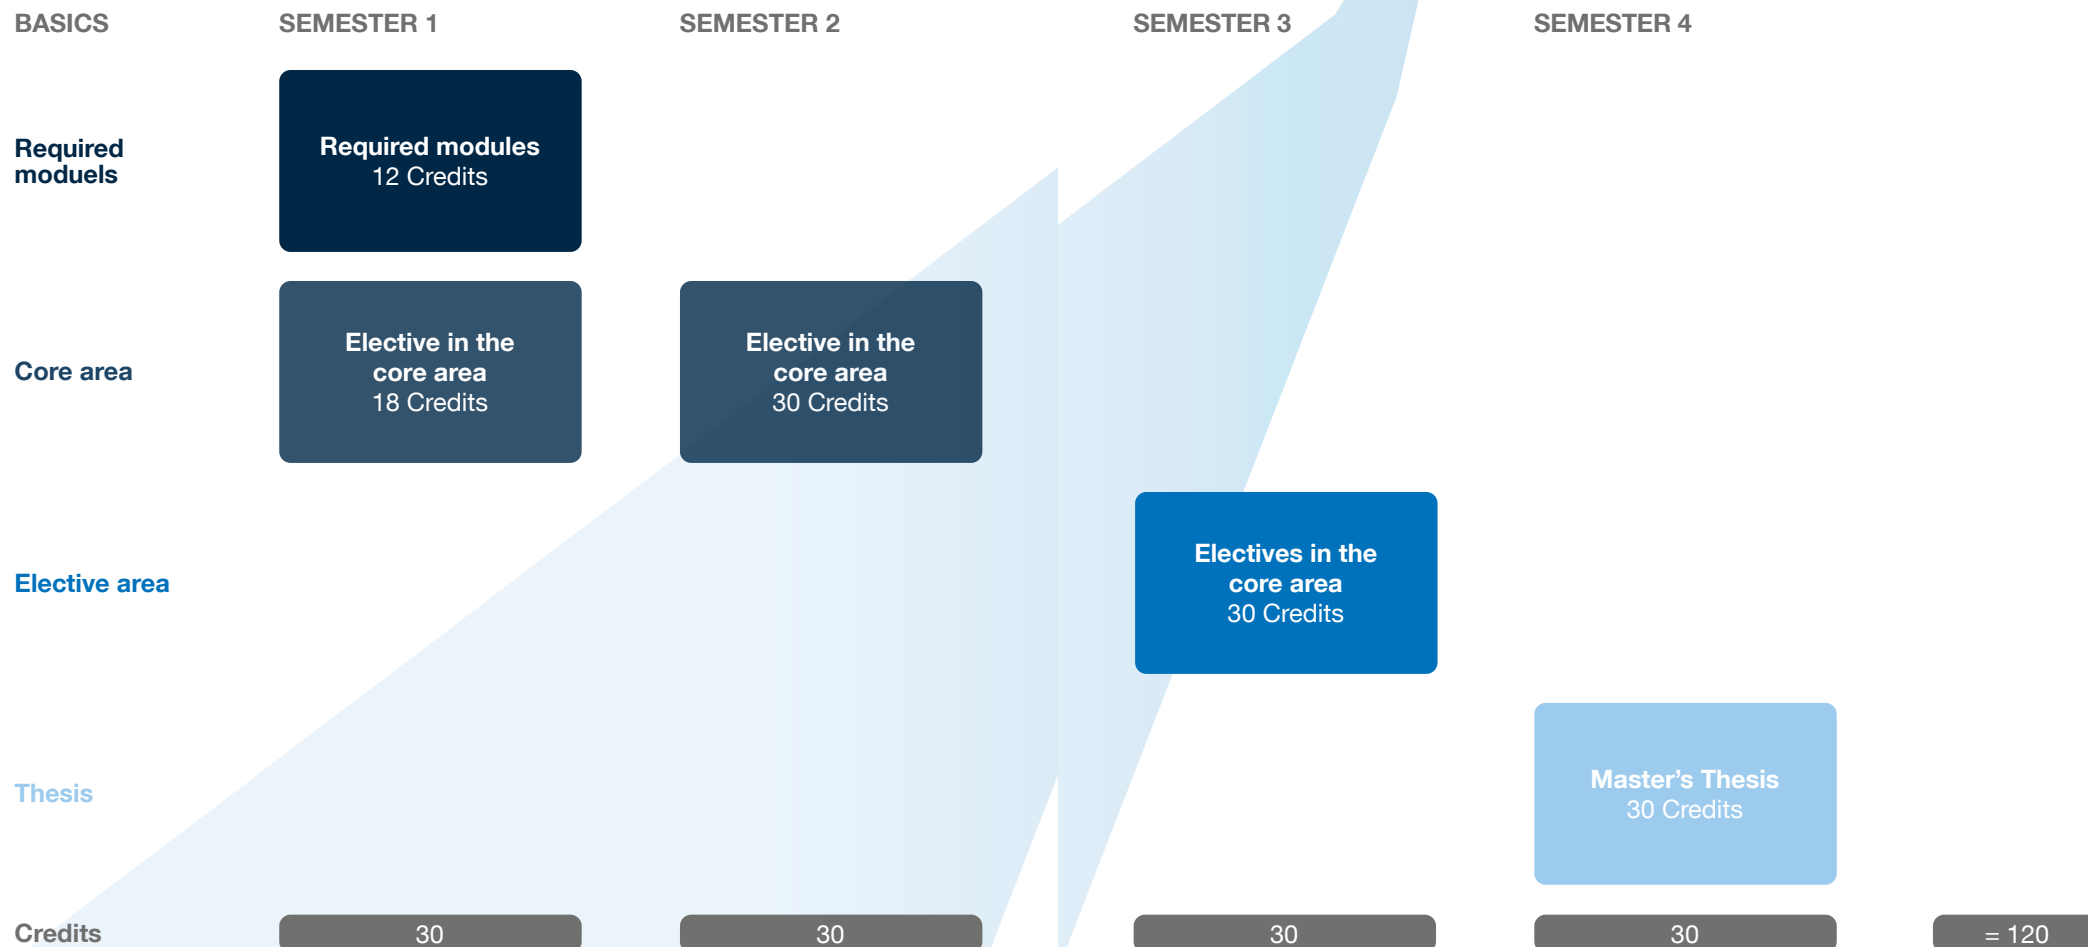 BASICS SEMESTER 1 SEMESTER 2 SEMESTER 3 SEMESTER 4
Required
moduels
Required modules
12 Credits
Core area
Elective in the
core area
18 Credits
Elective in the
core area
30 Credits
Elective area
Electives in the
core area
30 Credits
Thesis
Master’s Thesis
30 Credits
Credits 30 30 30 30 = 120